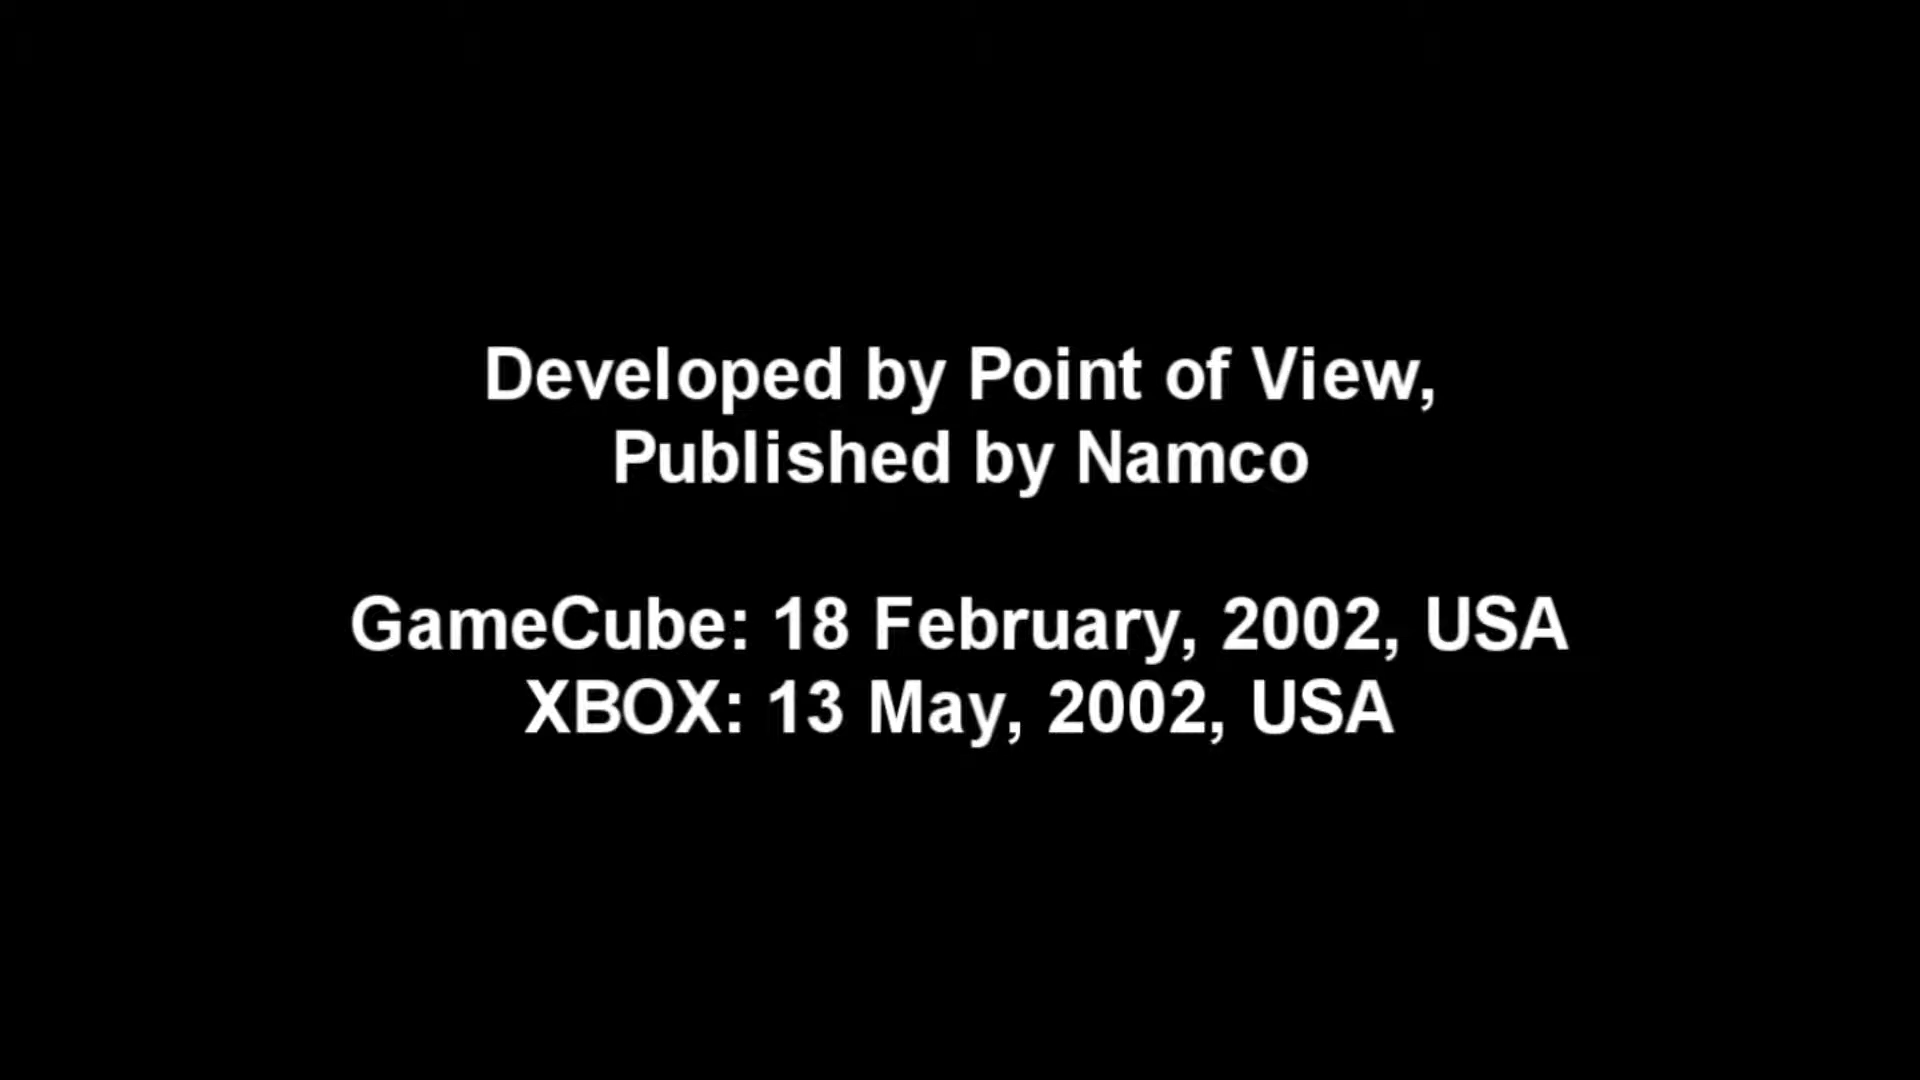 Developed by Point of View,
Published by Namco
GameCube: 18 February, 2002, USA
XBOX: 13 May, 2002, USA